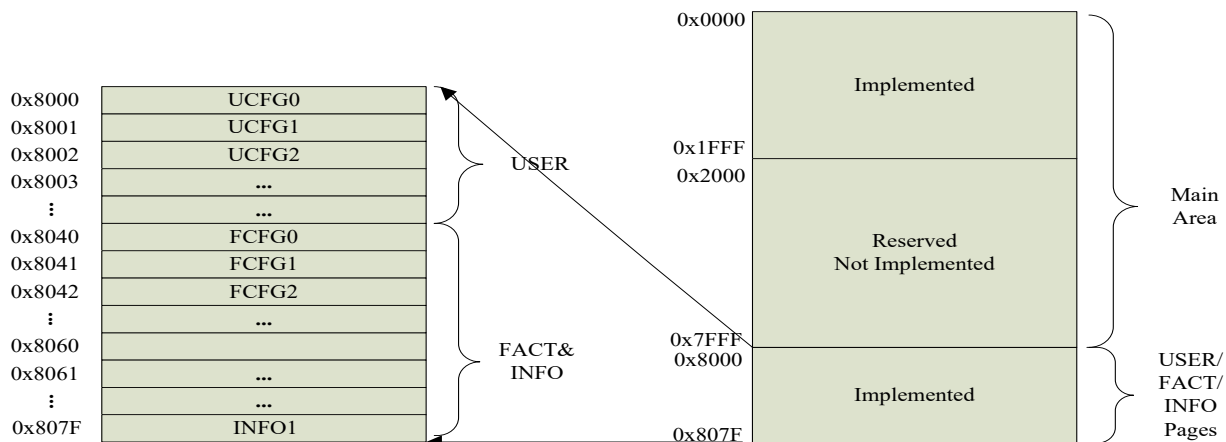 0x8000 UCFG0
0x8001 UCFG1
0x8002 UCFG2
0x8003 ...
⋮ ...
0x8040 FCFG0
0x8041 FCFG1
0x8042 FCFG2
⋮ ...
0x8060
0x8061 ...
⋮ ...
0x807F INFO1
USER
FACT&
INFO
0x0000
Implemented
0x1FFF
0x2000
Reserved
Not Implemented
0x7FFF
0x8000
Implemented
0x807F
Main
Area
USER/
FACT/
INFO
Pages